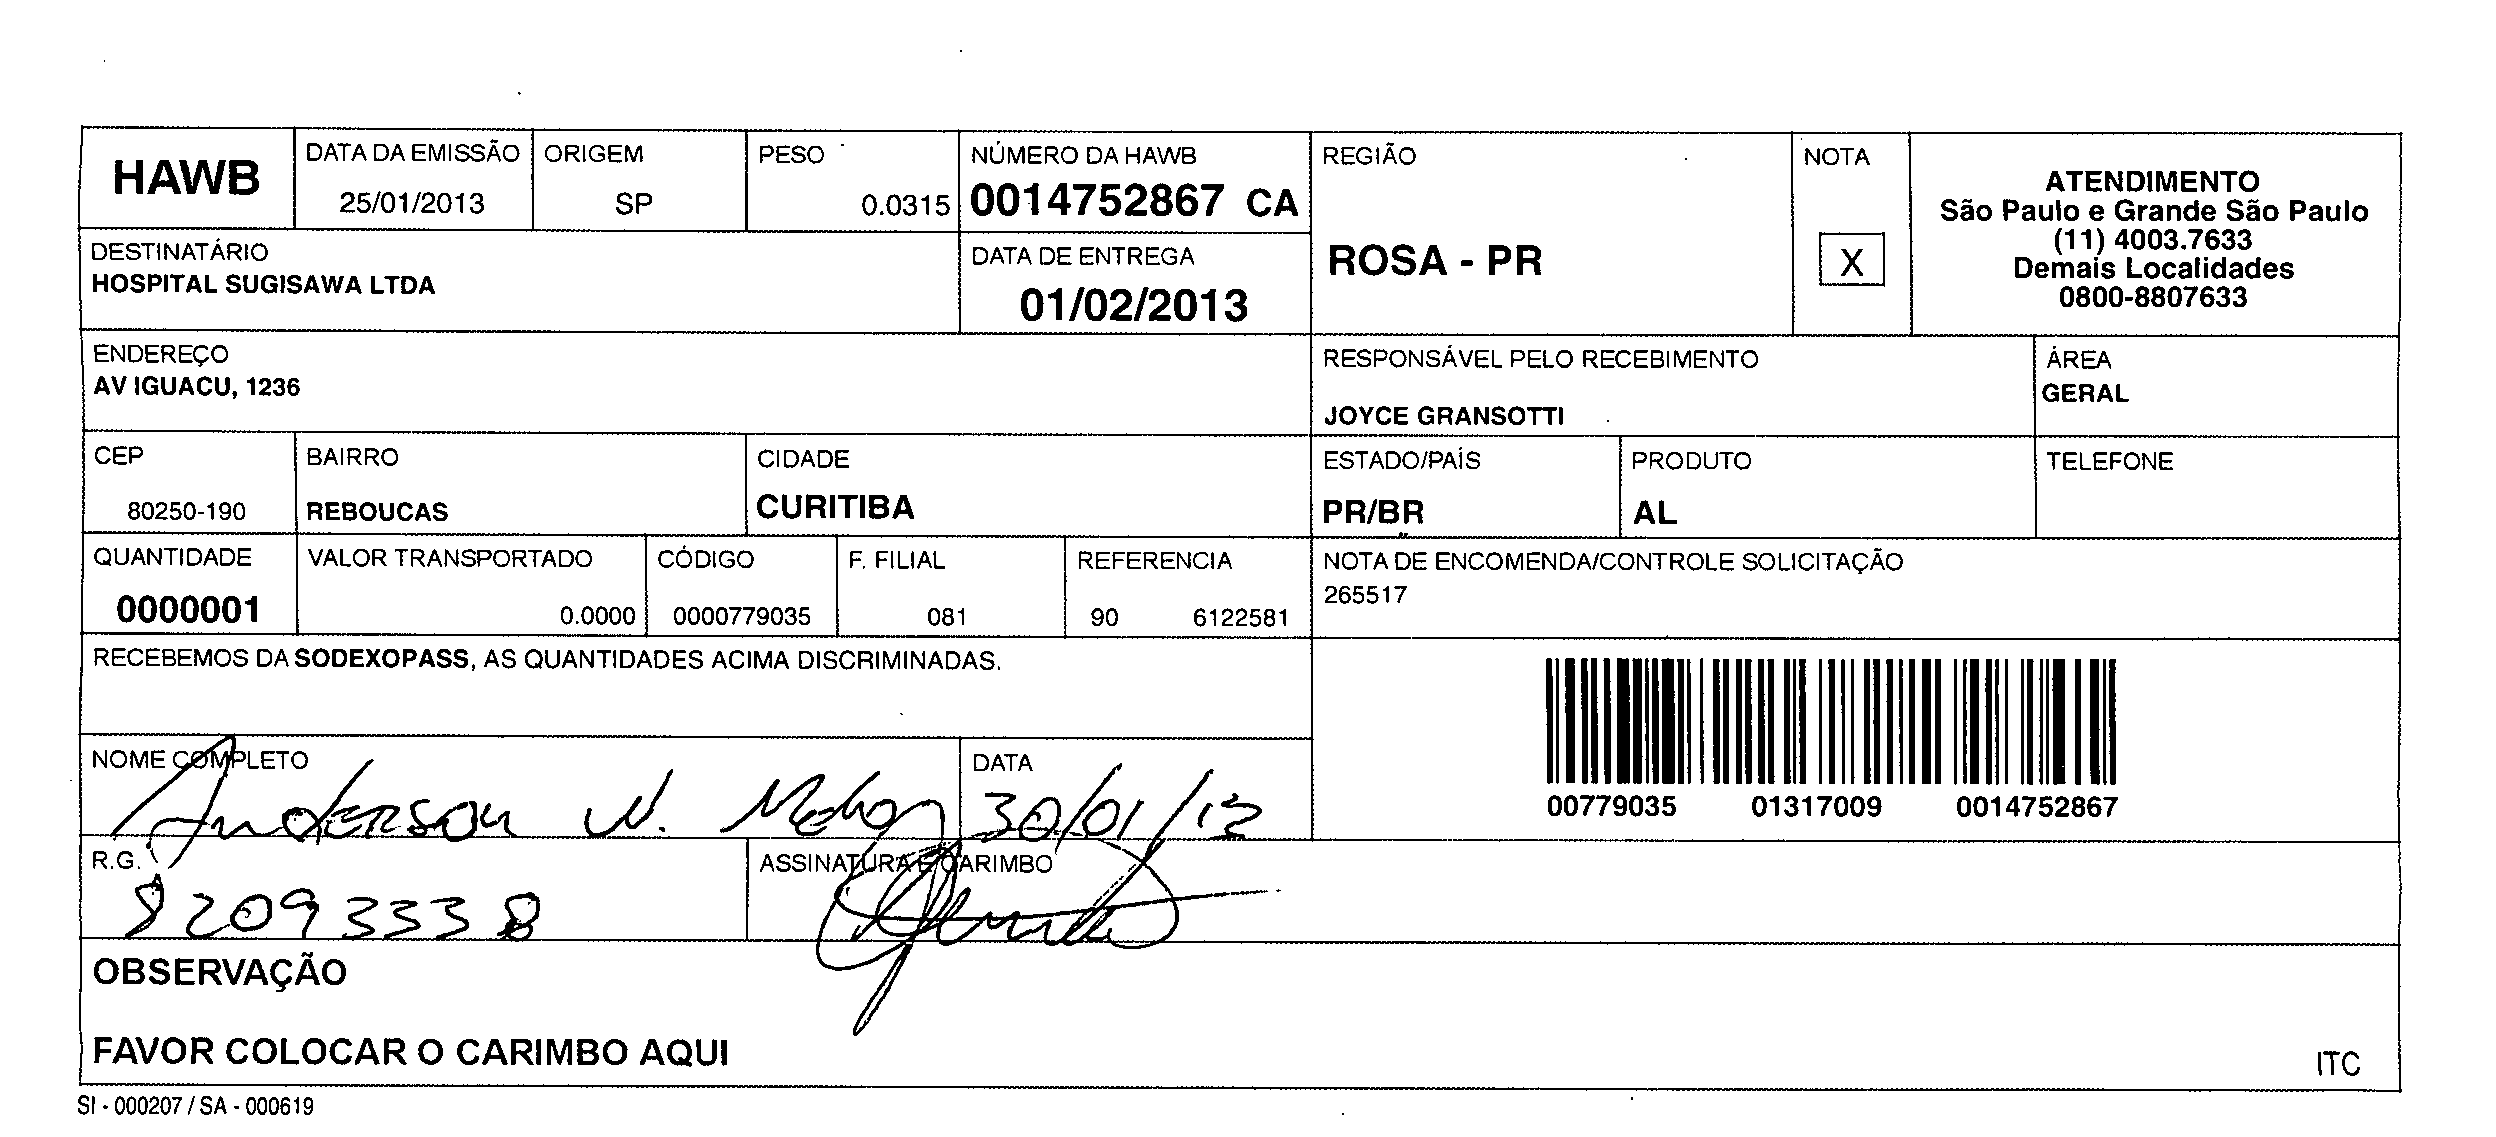 HAWB
DATA DA EMISSÃO
25/01/2013
ORIGEM
SP
PESO
0.0315
NÚMERO DA HAWB
0014752867 CA
REGIÃO
ROSA - PR
NOTA
X
ATENDIMENTO
São Paulo e Grande São Paulo
(11) 4003.7633
Demais Localidades
0800-8807633
DESTINATÁRIO
HOSPITAL SUGISAWA LTDA
DATA DE ENTREGA
01/02/2013
ENDEREÇO
AV IGUACU, 1236
RESPONSÁVEL PELO RECEBIMENTO
JOYCE GRANSOTTI
ÁREA
GERAL
CEP
80250-190
BAIRRO
REBOUCAS
CIDADE
CURITIBA
ESTADO/PAÍS
PR/BR
PRODUTO
AL
TELEFONE
QUANTIDADE
0000001
VALOR TRANSPORTADO
0.0000
CÓDIGO
0000779035
F. FILIAL
081
REFERENCIA
90 6122581
NOTA DE ENCOMENDA/CONTROLE SOLICITAÇÃO
265517
RECEBEMOS DA SODEXOPASS, AS QUANTIDADES ACIMA DISCRIMINADAS.
00779035 01317009 0014752867
NOME COMPLETO
Anderson N.
DATA
30/01/13
R.G.
82093338
ASSINATURA E CARIMBO
OBSERVAÇÃO
FAVOR COLOCAR O CARIMBO AQUI
ITC
SI - 000207 / SA - 000619